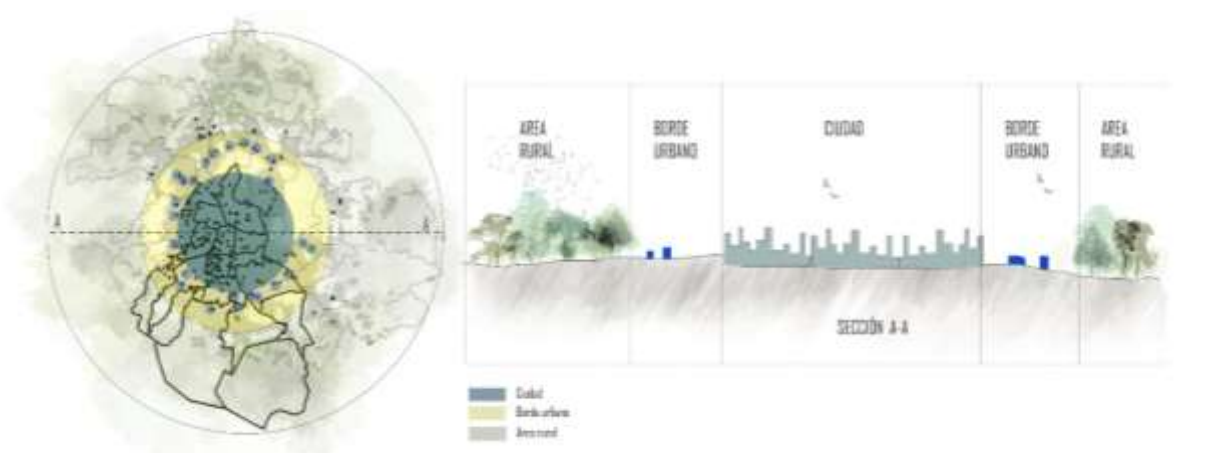 A
A
AREA
RURAL
BORDE
URBANO
CIUDAD
BORDE
URBANO
AREA
RURAL
SECCIÓN A-A
Ciudad
Borde urbano
Area rural